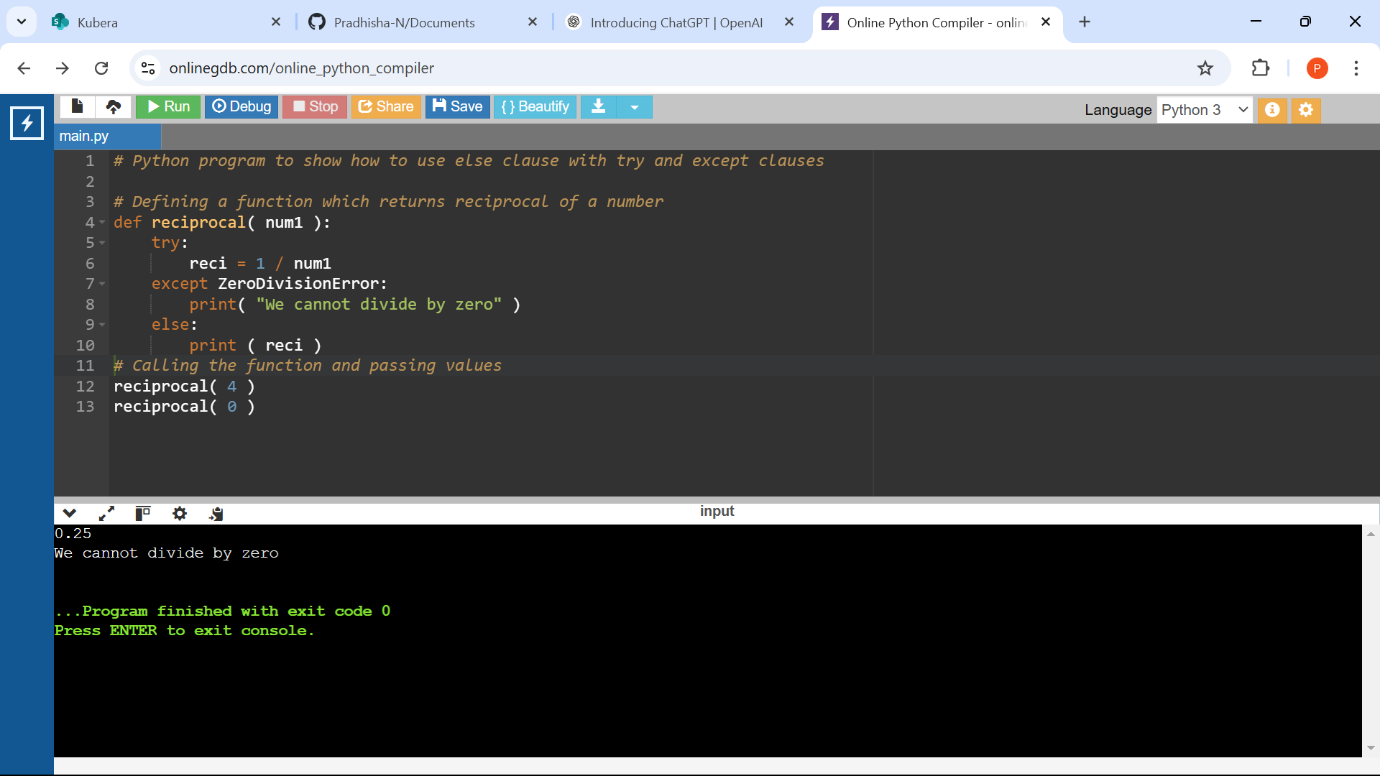 Kubera
Pradhisha-N/Documents
Introducing ChatGPT | OpenAI
Online Python Compiler - onlin
onlinegdb.com/online_python_compiler
P
Run
Debug
Stop
Share
Save
{ } Beautify
Language Python 3
main.py
1 # Python program to show how to use else clause with try and except clauses
2
3 # Defining a function which returns reciprocal of a number
4 def reciprocal( num1 ):
5     try:
6         reci = 1 / num1
7     except ZeroDivisionError:
8         print( "We cannot divide by zero" )
9     else:
10         print ( reci )
11 # Calling the function and passing values
12 reciprocal( 4 )
13 reciprocal( 0 )
input
0.25
We cannot divide by zero
...Program finished with exit code 0
Press ENTER to exit console.